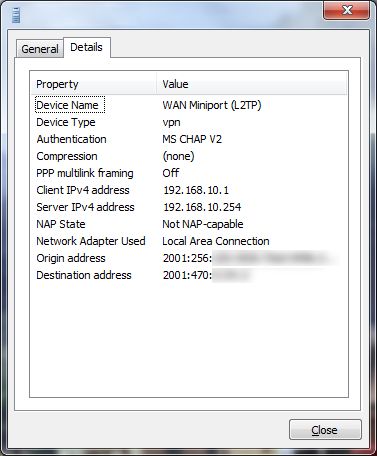 General Details
Property Value
Device Name WAN Miniport (L2TP)
Device Type vpn
Authentication MS CHAP V2
Compression (none)
PPP multilink framing Off
Client IPv4 address 192.168.10.1
Server IPv4 address 192.168.10.254
NAP State Not NAP-capable
Network Adapter Used Local Area Connection
Origin address 2001:256:
Destination address 2001:470:
Close